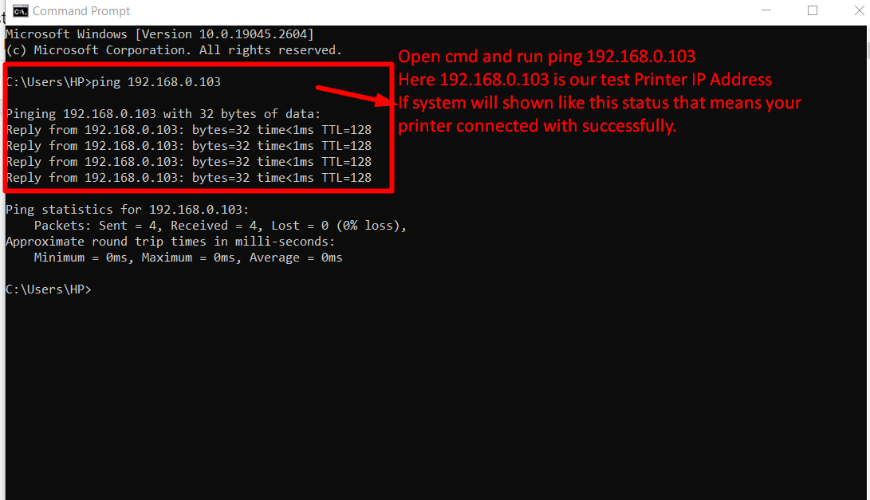 Command Prompt
Microsoft Windows [Version 10.0.19045.2604]
(c) Microsoft Corporation. All rights reserved.
C:\Users\HP>ping 192.168.0.103
Pinging 192.168.0.103 with 32 bytes of data:
Reply from 192.168.0.103: bytes=32 time<1ms TTL=128
Reply from 192.168.0.103: bytes=32 time<1ms TTL=128
Reply from 192.168.0.103: bytes=32 time<1ms TTL=128
Reply from 192.168.0.103: bytes=32 time<1ms TTL=128
Ping statistics for 192.168.0.103:
    Packets: Sent = 4, Received = 4, Lost = 0 (0% loss),
Approximate round trip times in milli-seconds:
    Minimum = 0ms, Maximum = 0ms, Average = 0ms
C:\Users\HP>
Open cmd and run ping 192.168.0.103
Here 192.168.0.103 is our test Printer IP Address
If system will shown like this status that means your
printer connected with successfully.